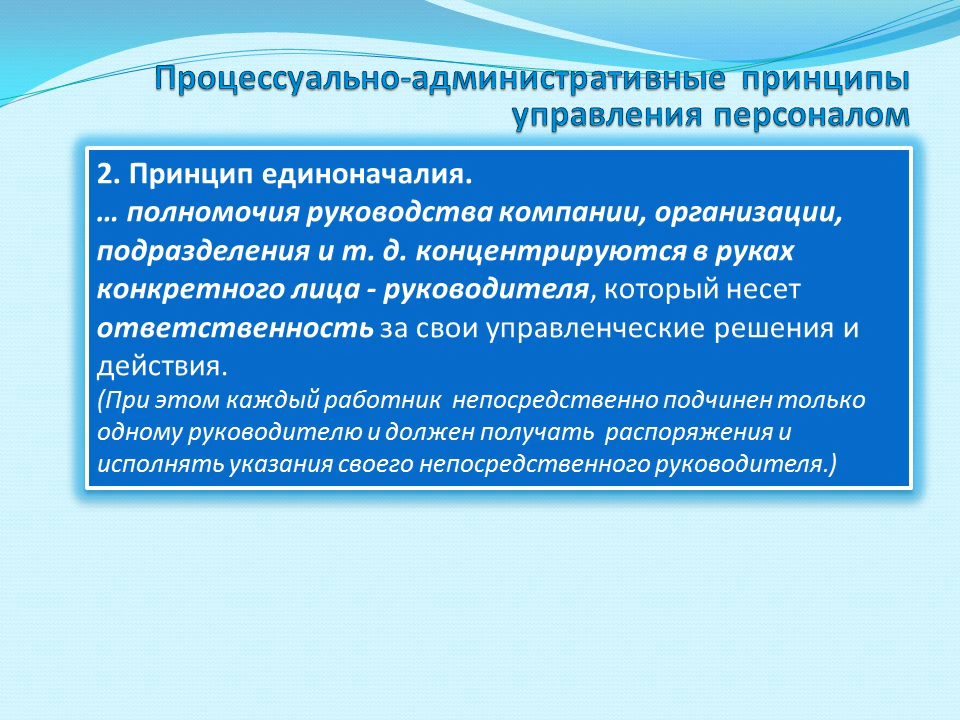 Процессуально-административные принципы
управления персоналом
2. Принцип единоначалия.
… полномочия руководства компании, организации,
подразделения и т. д. концентрируются в руках
конкретного лица - руководителя, который несет
ответственность за свои управленческие решения и
действия.
(При этом каждый работник непосредственно подчинен только
одному руководителю и должен получать распоряжения и
исполнять указания своего непосредственного руководителя.)